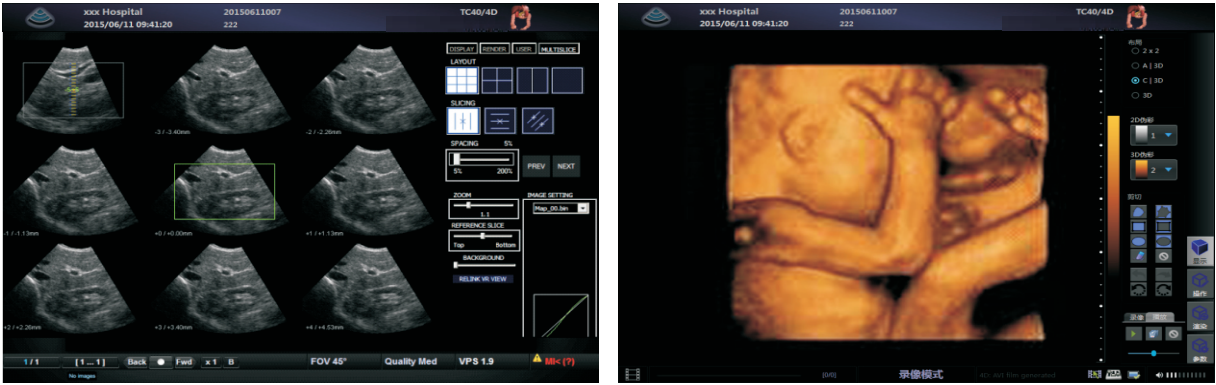 xxx Hospital
2015/06/11 09:41:20
20150611007
222
TC40/4D
DISPLAY
RENDER
USER
MULTISLICE
LAYOUT
SLICING
SPACING 5%
5% 200%
PREV
NEXT
ZOOM
1.1
IMAGE SETTING
Map_00.bin
REFERENCE SLICE
Top Bottom
BACKGROUND
RELINK VR VIEW
-3 / -3.40mm
-2 / -2.26mm
-1 / -1.13mm
+0 / +0.00mm
+1 / +1.13mm
+2 / +2.26mm
+3 / +3.40mm
+4 / +4.53mm
1 / 1
[ 1 ... 1 ]
Back
Fwd
x 1
B
FOV 45°
Quality Med
VPS 1.9
MI< (?)
No images
xxx Hospital
2015/06/11 09:41:20
20150611007
222
TC40/4D
布局
2 x 2
A | 3D
C | 3D
3D
2D伪彩
1
3D伪彩
2
剪切
显示
操作
渲染
参数
录像
[0/0]
录像模式
4D: AVI film generated